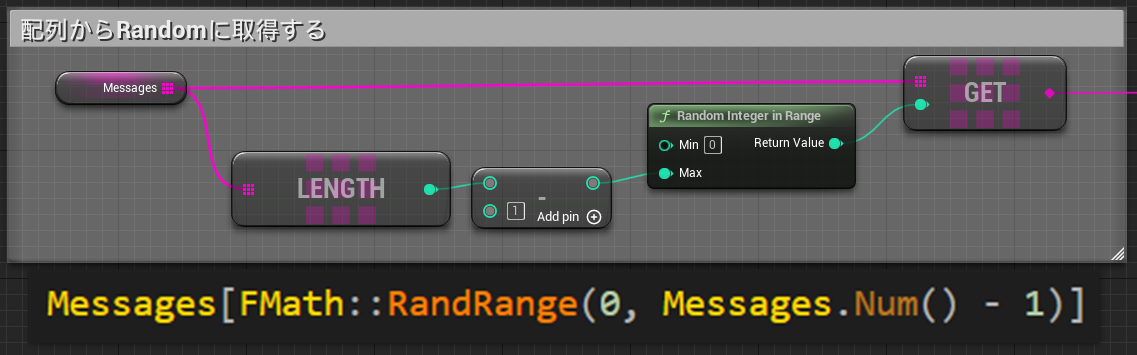 配列からRandomに取得する
Messages
GET
f Random Integer in Range
Min 0
Return Value
Max
LENGTH
-
1
Add pin
Messages[FMath::RandRange(0, Messages.Num() - 1)]